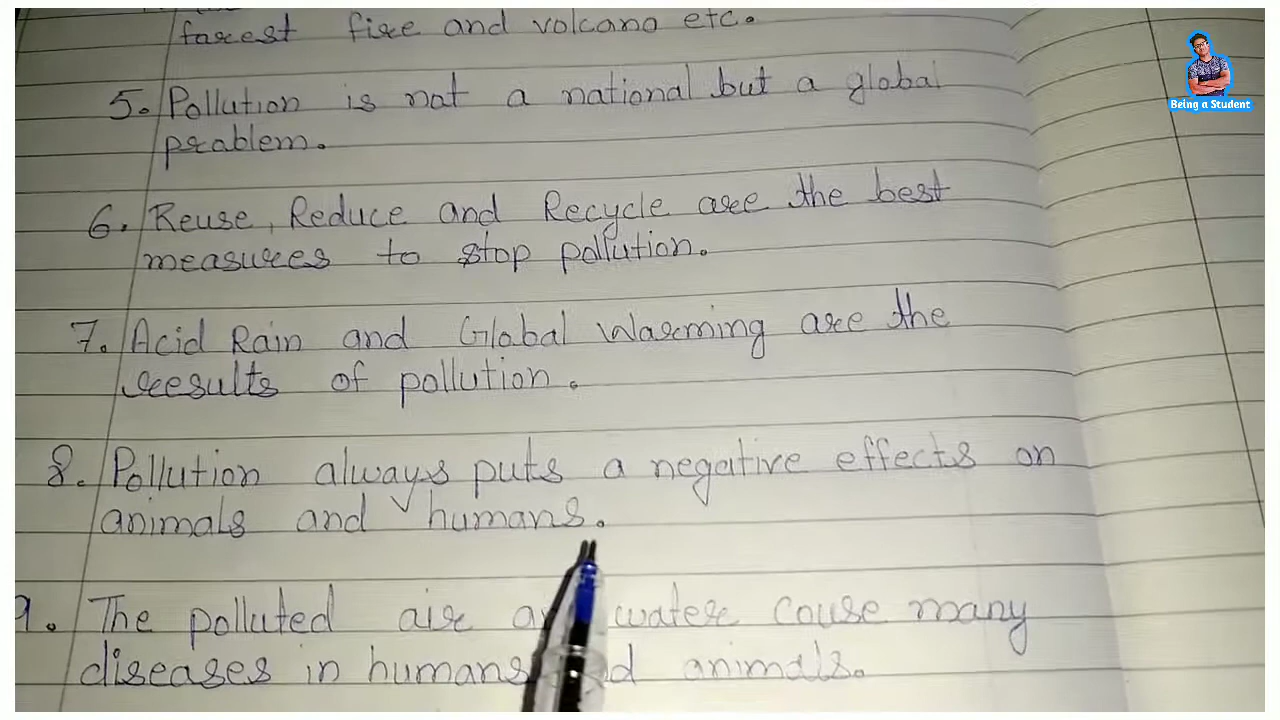 forest fire and volcano etc.
5. Pollution is not a national but a global
problem.
6. Reuse, Reduce and Recycle are the best
measures to stop pollution.
7. Acid Rain and Global Warming are the
results of pollution.
8. Pollution always puts a negative effects on
animals and humans.
9. The polluted air water couse many
diseases in humans animals.
Being a Student